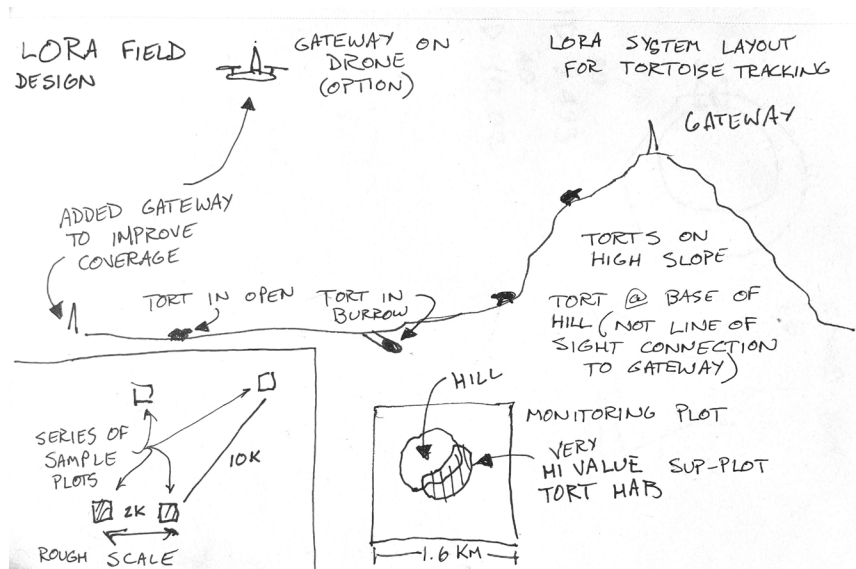 LORA FIELD
DESIGN
GATEWAY ON
DRONE
(OPTION)
LORA SYSTEM LAYOUT
FOR TORTOISE TRACKING
GATEWAY
ADDED GATEWAY
TO IMPROVE
COVERAGE
TORTS ON
HIGH SLOPE
TORT IN OPEN
TORT IN
BURROW
TORT @ BASE OF
HILL (NOT LINE OF
SIGHT CONNECTION
TO GATEWAY)
SERIES OF
SAMPLE
PLOTS
10K
2K
ROUGH SCALE
HILL
MONITORING PLOT
VERY
HI VALUE SUP-PLOT
TORT HAB
1.6 KM